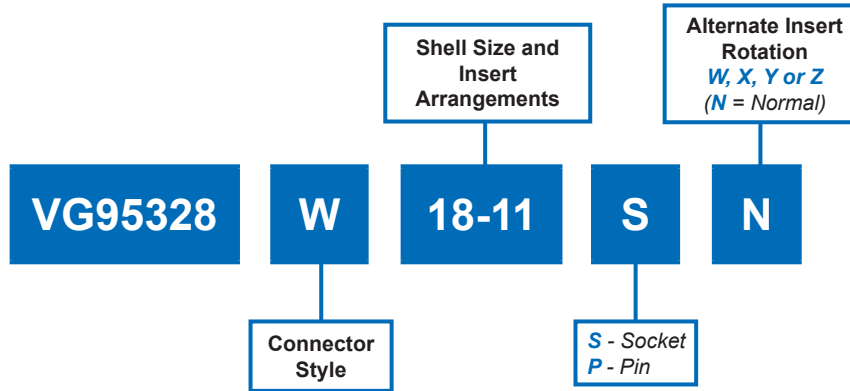 Shell Size and
Insert
Arrangements
Alternate Insert
Rotation
W, X, Y or Z
(N = Normal)
VG95328 W 18-11 S N
Connector
Style
S - Socket
P - Pin